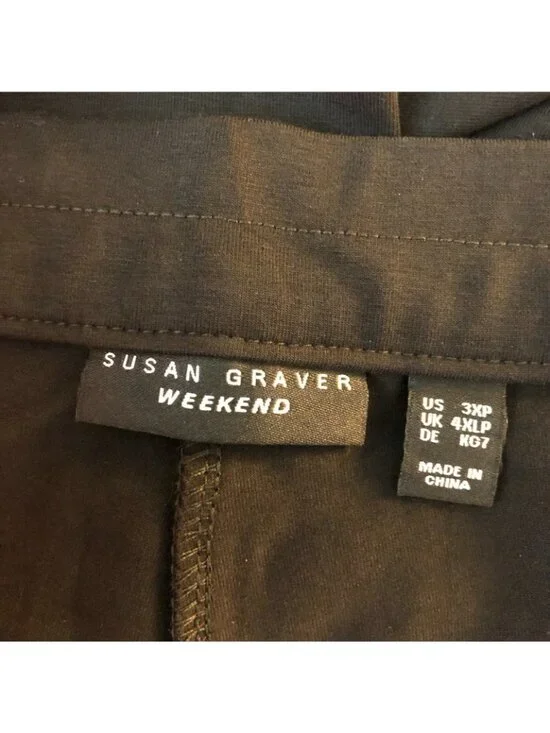 SUSAN GRAVER
WEEKEND
US 3XP
UK 4XLP
DE KG7
MADE IN
CHINA